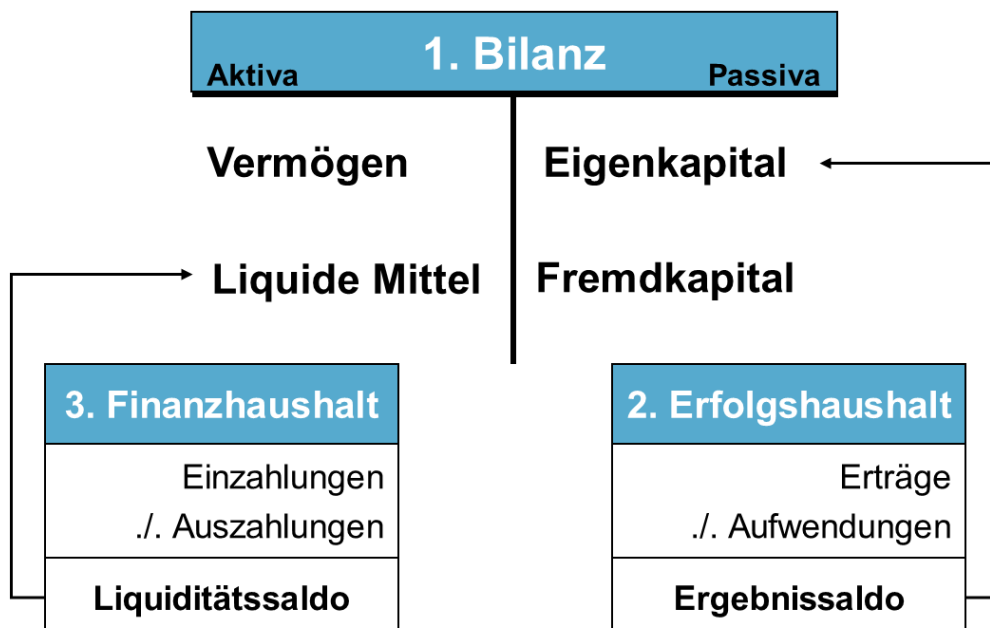 1. Bilanz
Aktiva
Passiva
Vermögen
Eigenkapital
Liquide Mittel
Fremdkapital
3. Finanzhaushalt
Einzahlungen
./. Auszahlungen
Liquiditätssaldo
2. Erfolgshaushalt
Erträge
./. Aufwendungen
Ergebnissaldo